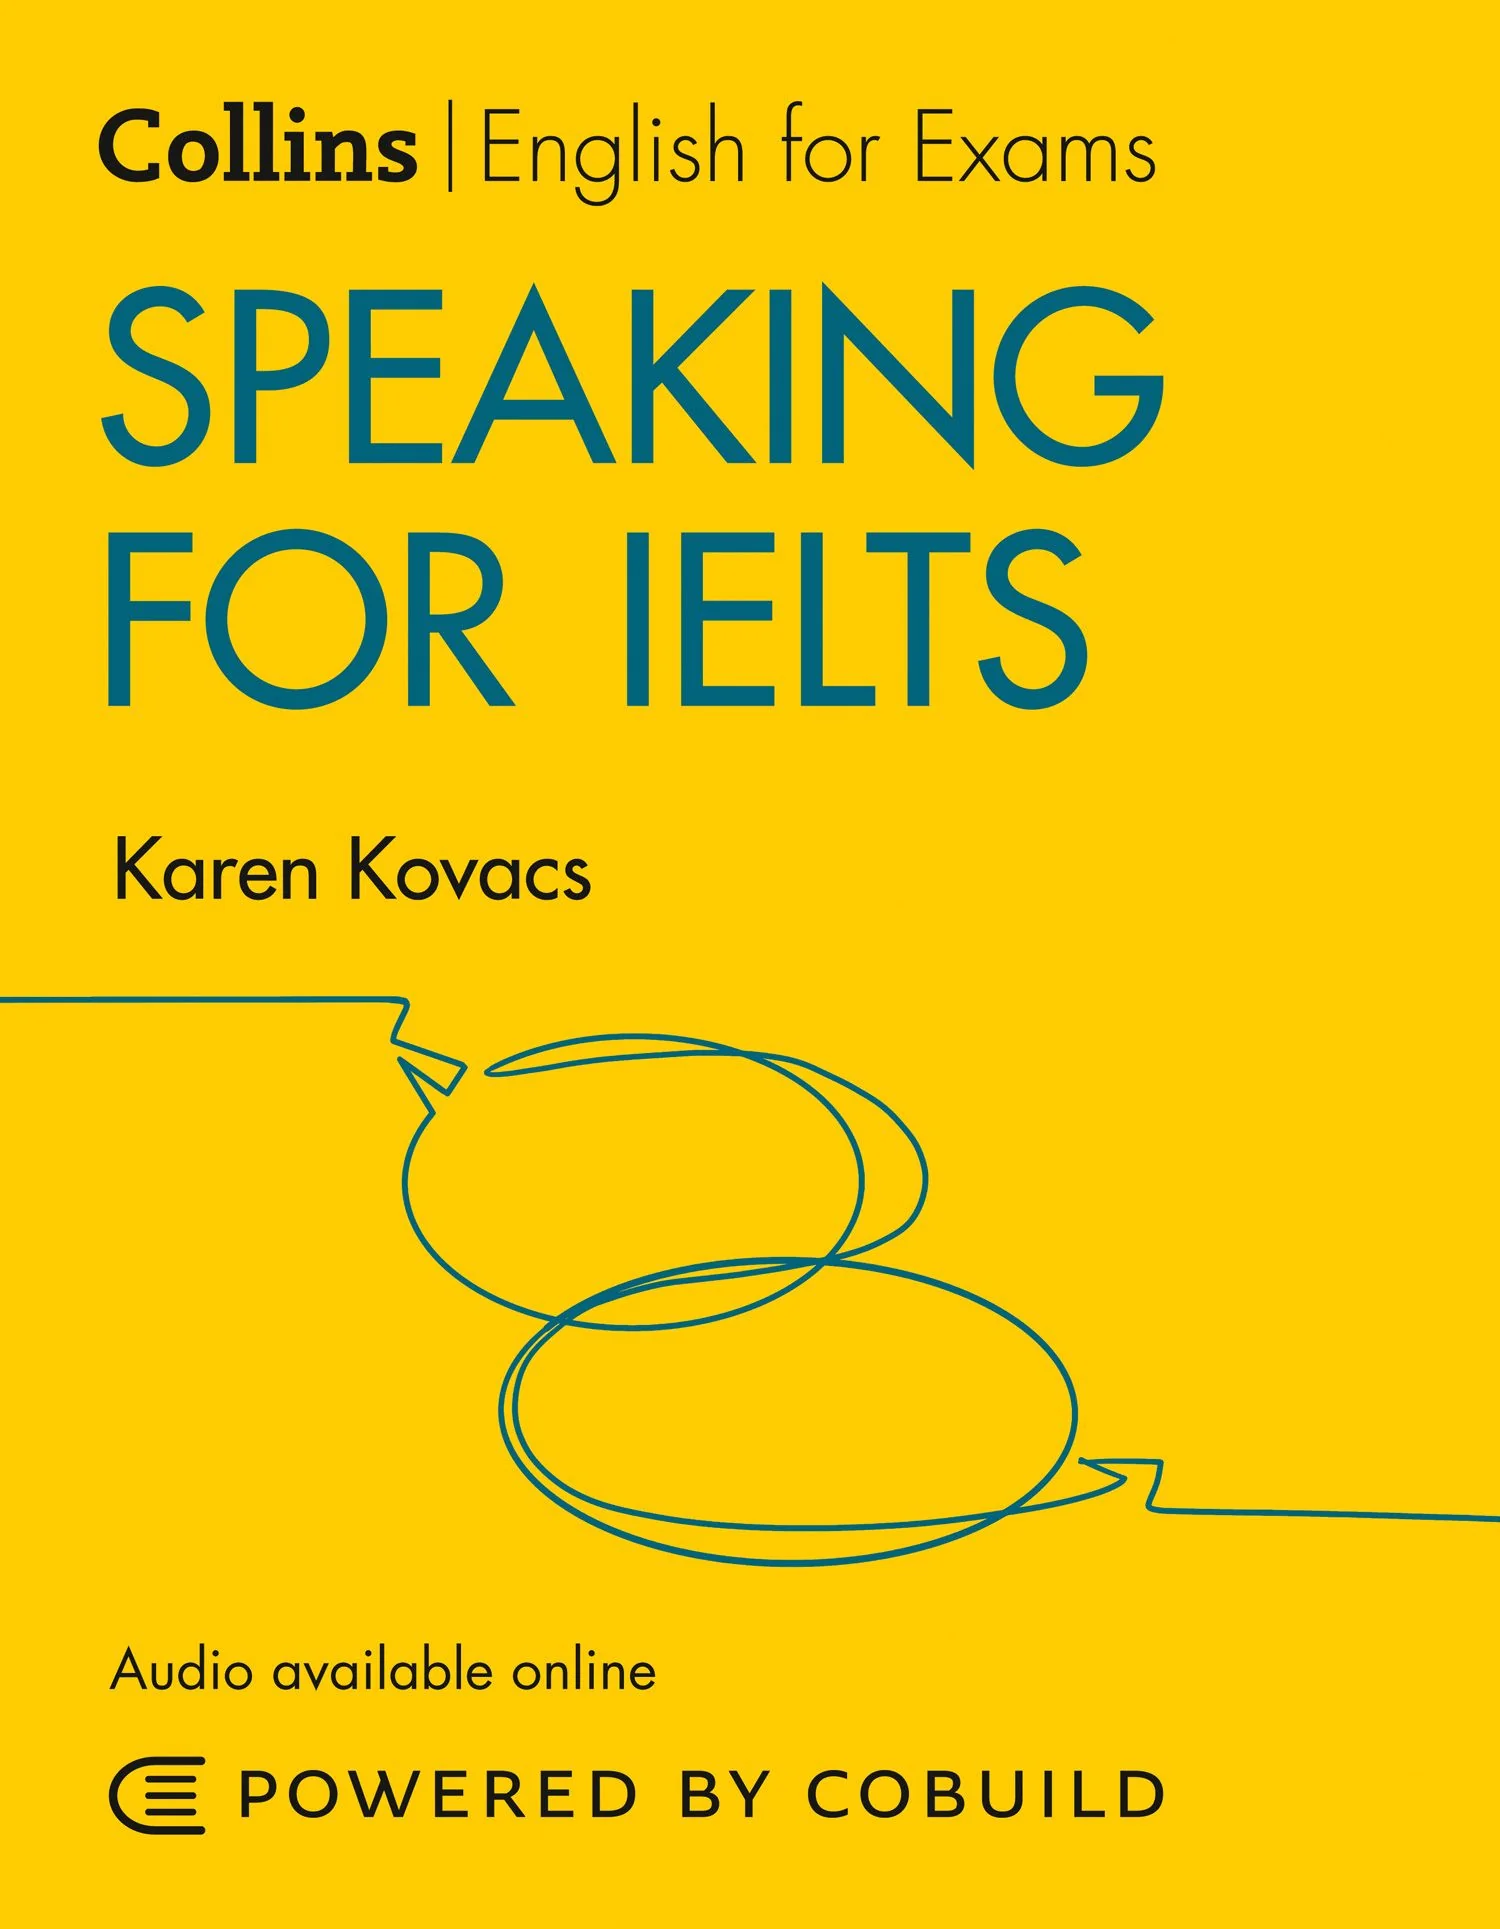 Collins | English for Exams
SPEAKING
FOR IELTS
Karen Kovacs
Audio available online
POWERED BY COBUILD